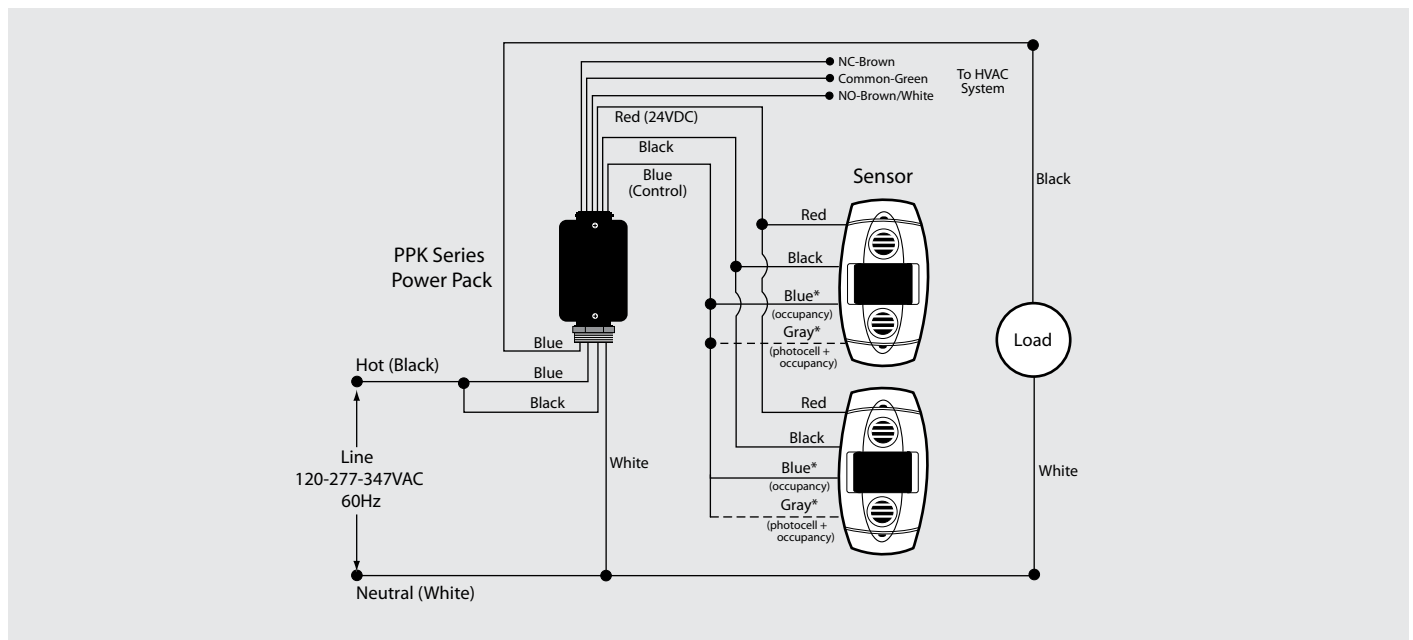 NC-Brown
Common-Green
NO-Brown/White
To HVAC
System
Red (24VDC)
Black
Blue
(Control)
Sensor
Black
PPK Series
Power Pack
Red
Black
Blue*
(occupancy)
Gray*
(photocell +
occupancy)
Load
Blue
Hot (Black)
Blue
Black
Red
Black
White
Blue*
(occupancy)
Gray*
(photocell +
occupancy)
White
Line
120-277-347VAC
60Hz
Neutral (White)